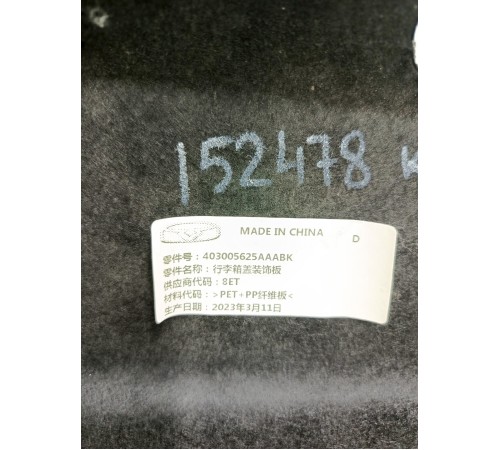 152478
MADE IN CHINA
D
零件号：403005625AAABK
零件名称：行李箱盖装饰板
供应商代码：8ET
材料代码：>PET+PP纤维板<
生产日期：2023年3月11日